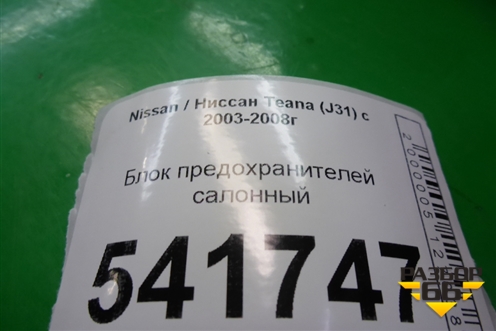 Nissan / Ниссан Teana (J31) с
2003-2008г
Блок предохранителей
салонный
541747
РАЗБОР
66